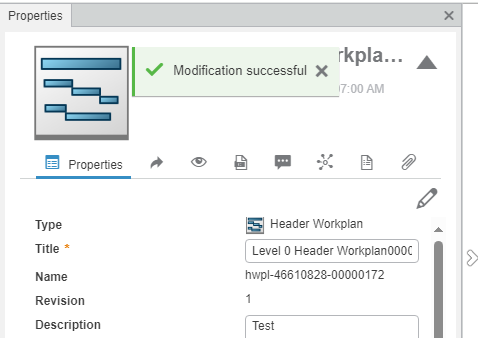 Properties
rkpla...
Modification successful
07:00 AM
Properties
Type Header Workplan
Title * Level 0 Header Workplan0000
Name hwpl-46610828-00000172
Revision 1
Description Test